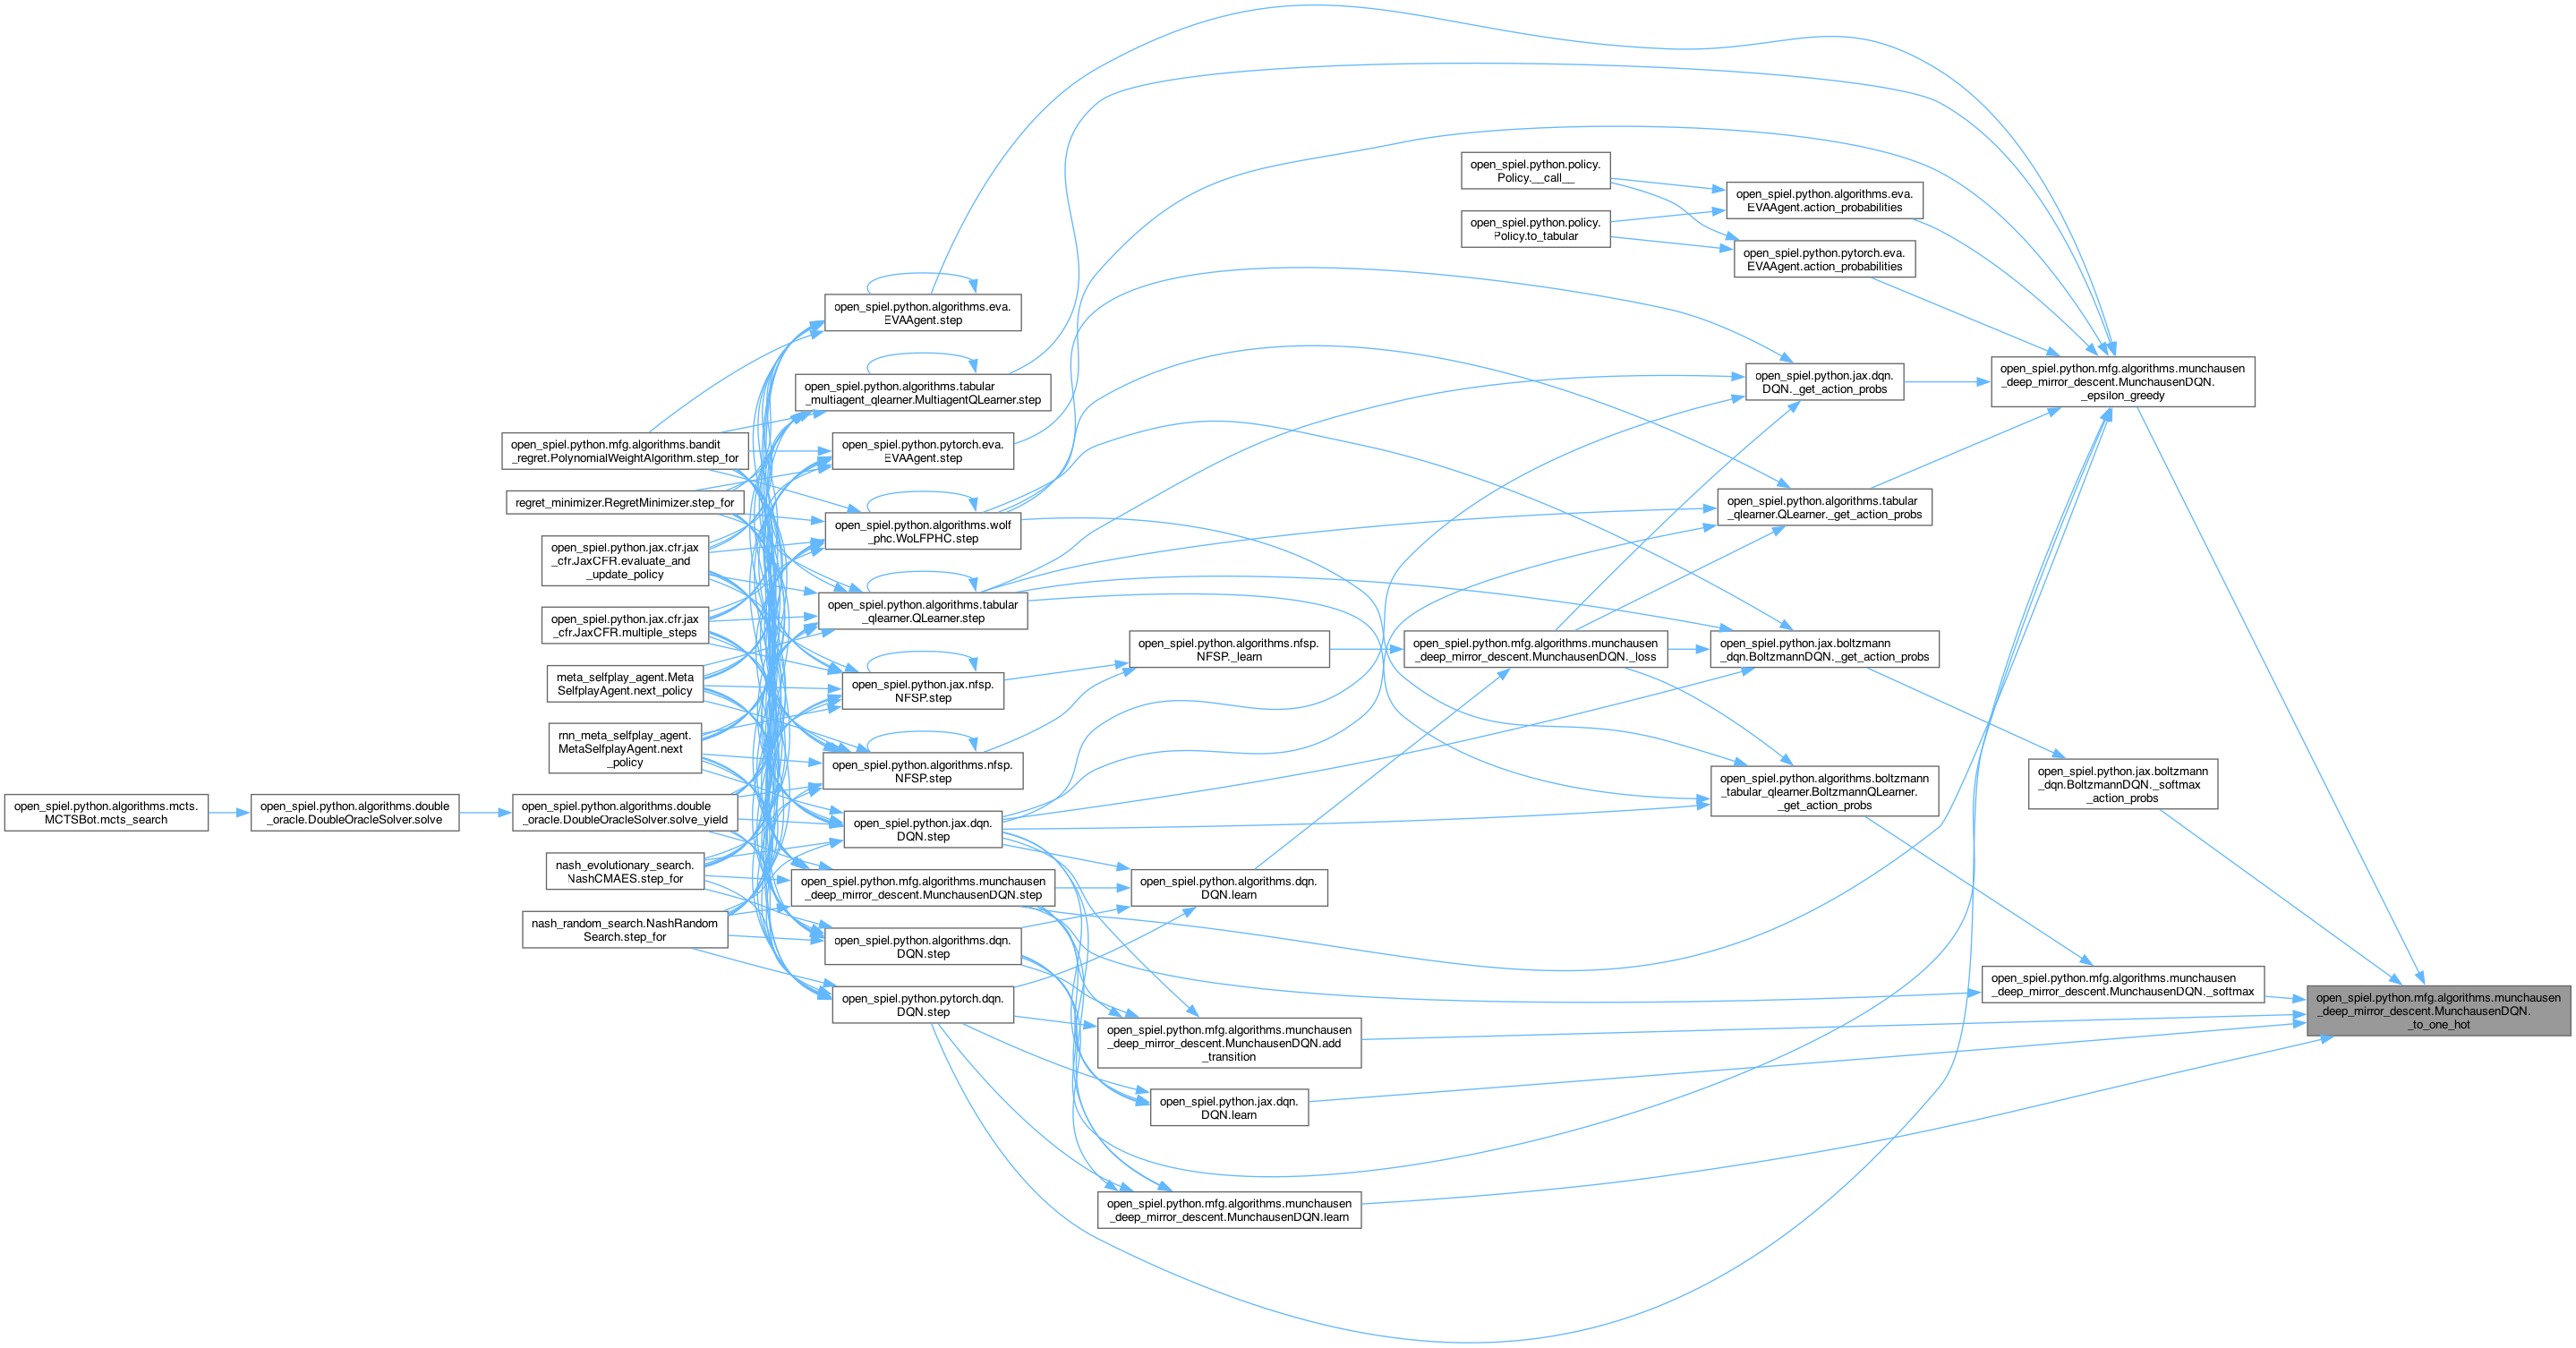 open_spiel.python.policy.
Policy.__call__
open_spiel.python.algorithms.eva.
EVAAgent.action_probabilities
open_spiel.python.policy.
Policy.to_tabular
open_spiel.python.pytorch.eva.
EVAAgent.action_probabilities
open_spiel.python.algorithms.eva.
EVAAgent.step
open_spiel.python.algorithms.tabular
_multiagent_qlearner.MultiagentQLearner.step
open_spiel.python.jax.dqn.
DQN._get_action_probs
open_spiel.python.mfg.algorithms.munchausen
_deep_mirror_descent.MunchausenDQN.
_epsilon_greedy
open_spiel.python.mfg.algorithms.bandit
_regret.PolynomialWeightAlgorithm.step_for
open_spiel.python.pytorch.eva.
EVAAgent.step
regret_minimizer.RegretMinimizer.step_for
open_spiel.python.algorithms.wolf
_phc.WoLFPHC.step
open_spiel.python.algorithms.tabular
_qlearner.QLearner._get_action_probs
open_spiel.python.jax.cfr.jax
_cfr.JaxCFR.evaluate_and
_update_policy
open_spiel.python.jax.cfr.jax
_cfr.JaxCFR.multiple_steps
open_spiel.python.algorithms.tabular
_qlearner.QLearner.step
open_spiel.python.algorithms.nfsp.
NFSP._learn
open_spiel.python.mfg.algorithms.munchausen
_deep_mirror_descent.MunchausenDQN._loss
open_spiel.python.jax.boltzmann
_dqn.BoltzmannDQN._get_action_probs
meta_selfplay_agent.Meta
SelfplayAgent.next_policy
open_spiel.python.jax.nfsp.
NFSP.step
rnn_meta_selfplay_agent.
MetaSelfplayAgent.next
_policy
open_spiel.python.algorithms.nfsp.
NFSP.step
open_spiel.python.algorithms.boltzmann
_tabular_qlearner.BoltzmannQLearner.
_get_action_probs
open_spiel.python.jax.boltzmann
_dqn.BoltzmannDQN._softmax
_action_probs
open_spiel.python.algorithms.mcts.
MCTSBot.mcts_search
open_spiel.python.algorithms.double
_oracle.DoubleOracleSolver.solve
open_spiel.python.algorithms.double
_oracle.DoubleOracleSolver.solve_yield
open_spiel.python.jax.dqn.
DQN.step
nash_evolutionary_search.
NashCMAES.step_for
open_spiel.python.mfg.algorithms.munchausen
_deep_mirror_descent.MunchausenDQN.step
open_spiel.python.algorithms.dqn.
DQN.learn
nash_random_search.NashRandom
Search.step_for
open_spiel.python.algorithms.dqn.
DQN.step
open_spiel.python.mfg.algorithms.munchausen
_deep_mirror_descent.MunchausenDQN._softmax
open_spiel.python.pytorch.dqn.
DQN.step
open_spiel.python.mfg.algorithms.munchausen
_deep_mirror_descent.MunchausenDQN.
_to_one_hot
open_spiel.python.mfg.algorithms.munchausen
_deep_mirror_descent.MunchausenDQN.add
_transition
open_spiel.python.jax.dqn.
DQN.learn
open_spiel.python.mfg.algorithms.munchausen
_deep_mirror_descent.MunchausenDQN.learn